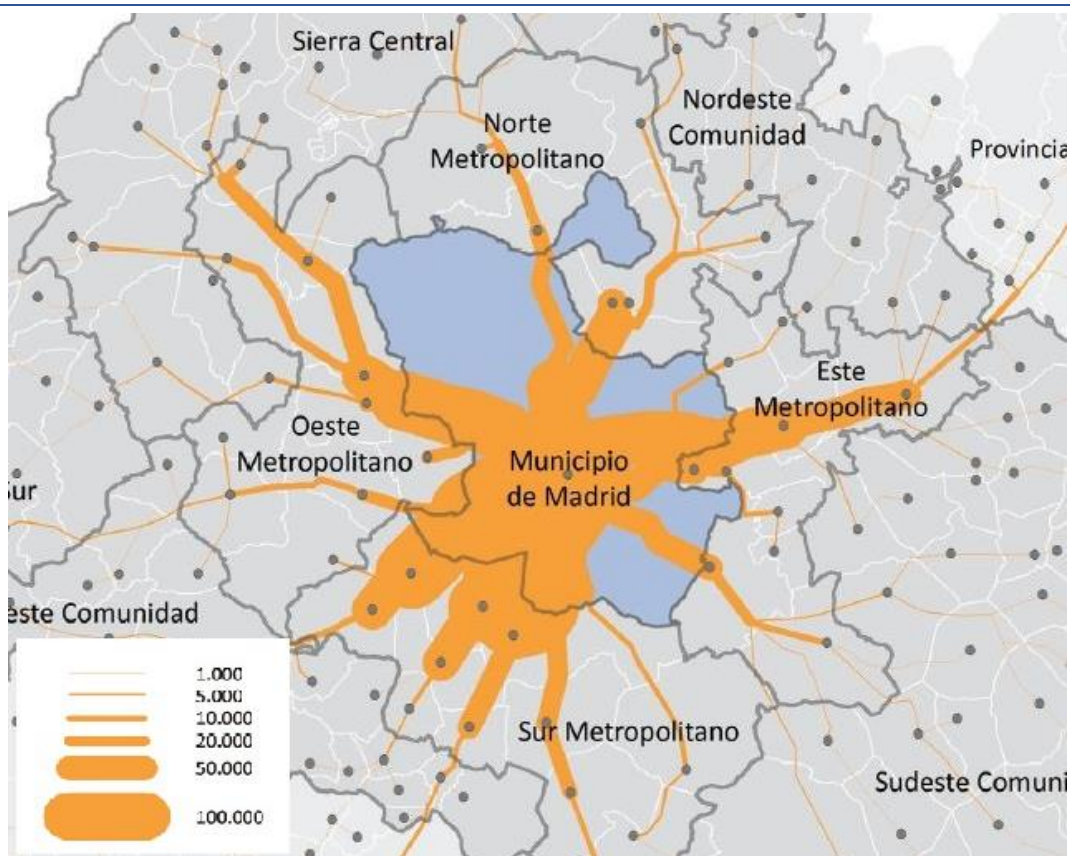 Sierra Central
Nordeste
Comunidad
Norte
Metropolitano
Provincia
Este
Metropolitano
Oeste
Metropolitano
Municipio
de Madrid
Sur
este Comunidad
Sur Metropolitano
Sudeste Comuni
1.000
5.000
10.000
20.000
50.000
100.000